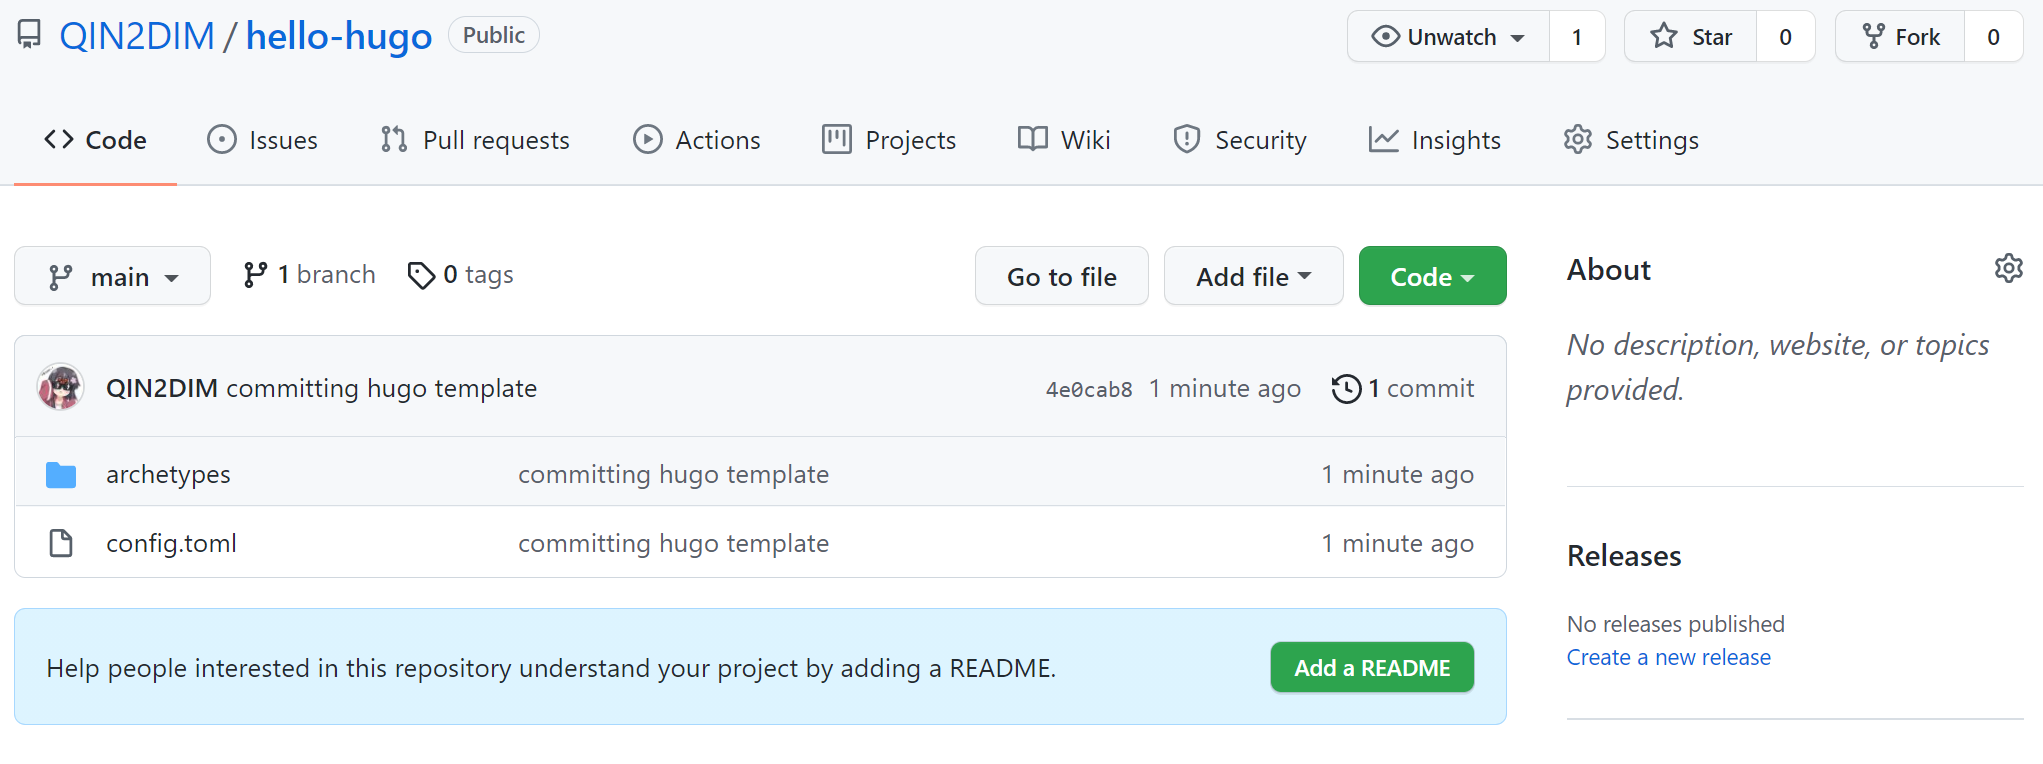 QIN2DIM / hello-hugo Public
Unwatch 1 Star 0 Fork 0
Code Issues Pull requests Actions Projects Wiki Security Insights Settings
main 1 branch 0 tags Go to file Add file Code
QIN2DIM committing hugo template 4e0cab8 1 minute ago 1 commit
archetypes committing hugo template 1 minute ago
config.toml committing hugo template 1 minute ago
Help people interested in this repository understand your project by adding a README. Add a README
About
No description, website, or topics
provided.
Releases
No releases published
Create a new release